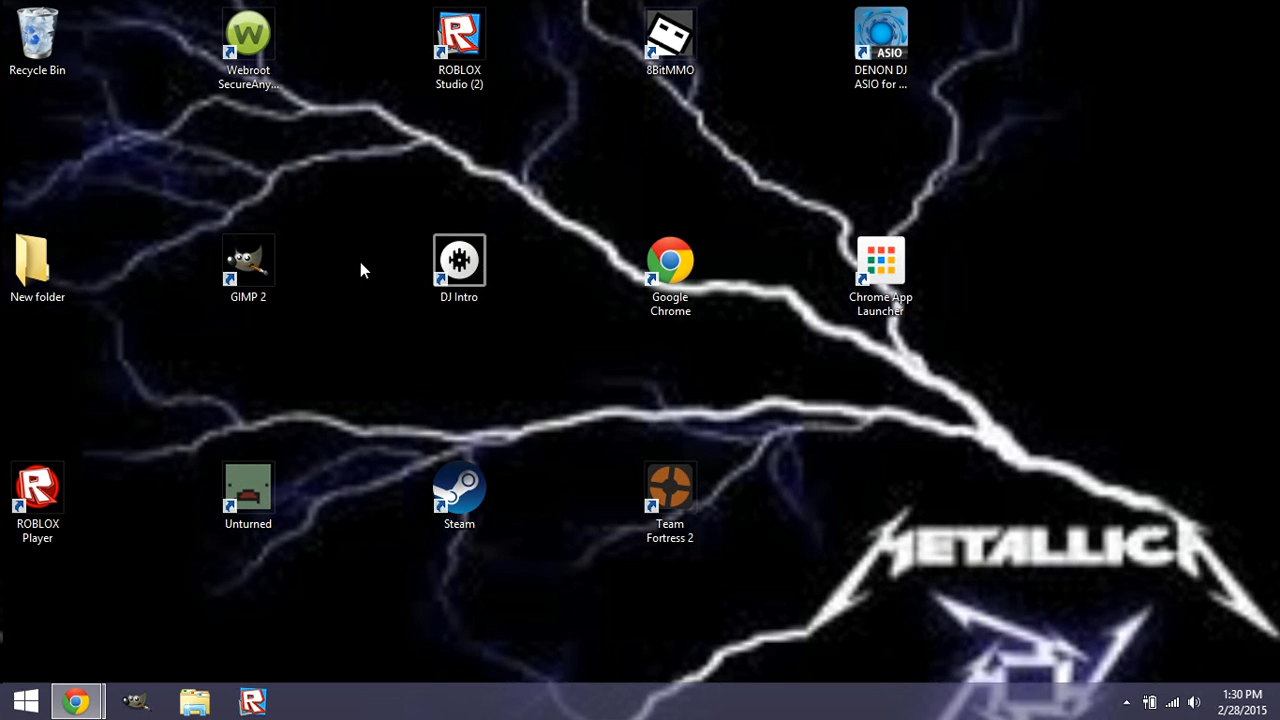 Recycle Bin
Webroot
SecureAny...
ROBLOX
Studio (2)
8BitMMO
ASIO
DENON DJ
ASIO for ...
New folder
GIMP 2
DJ Intro
Google
Chrome
Chrome App
Launcher
ROBLOX
Player
Unturned
Steam
Team
Fortress 2
METALLICA
1:30 PM
2/28/2015